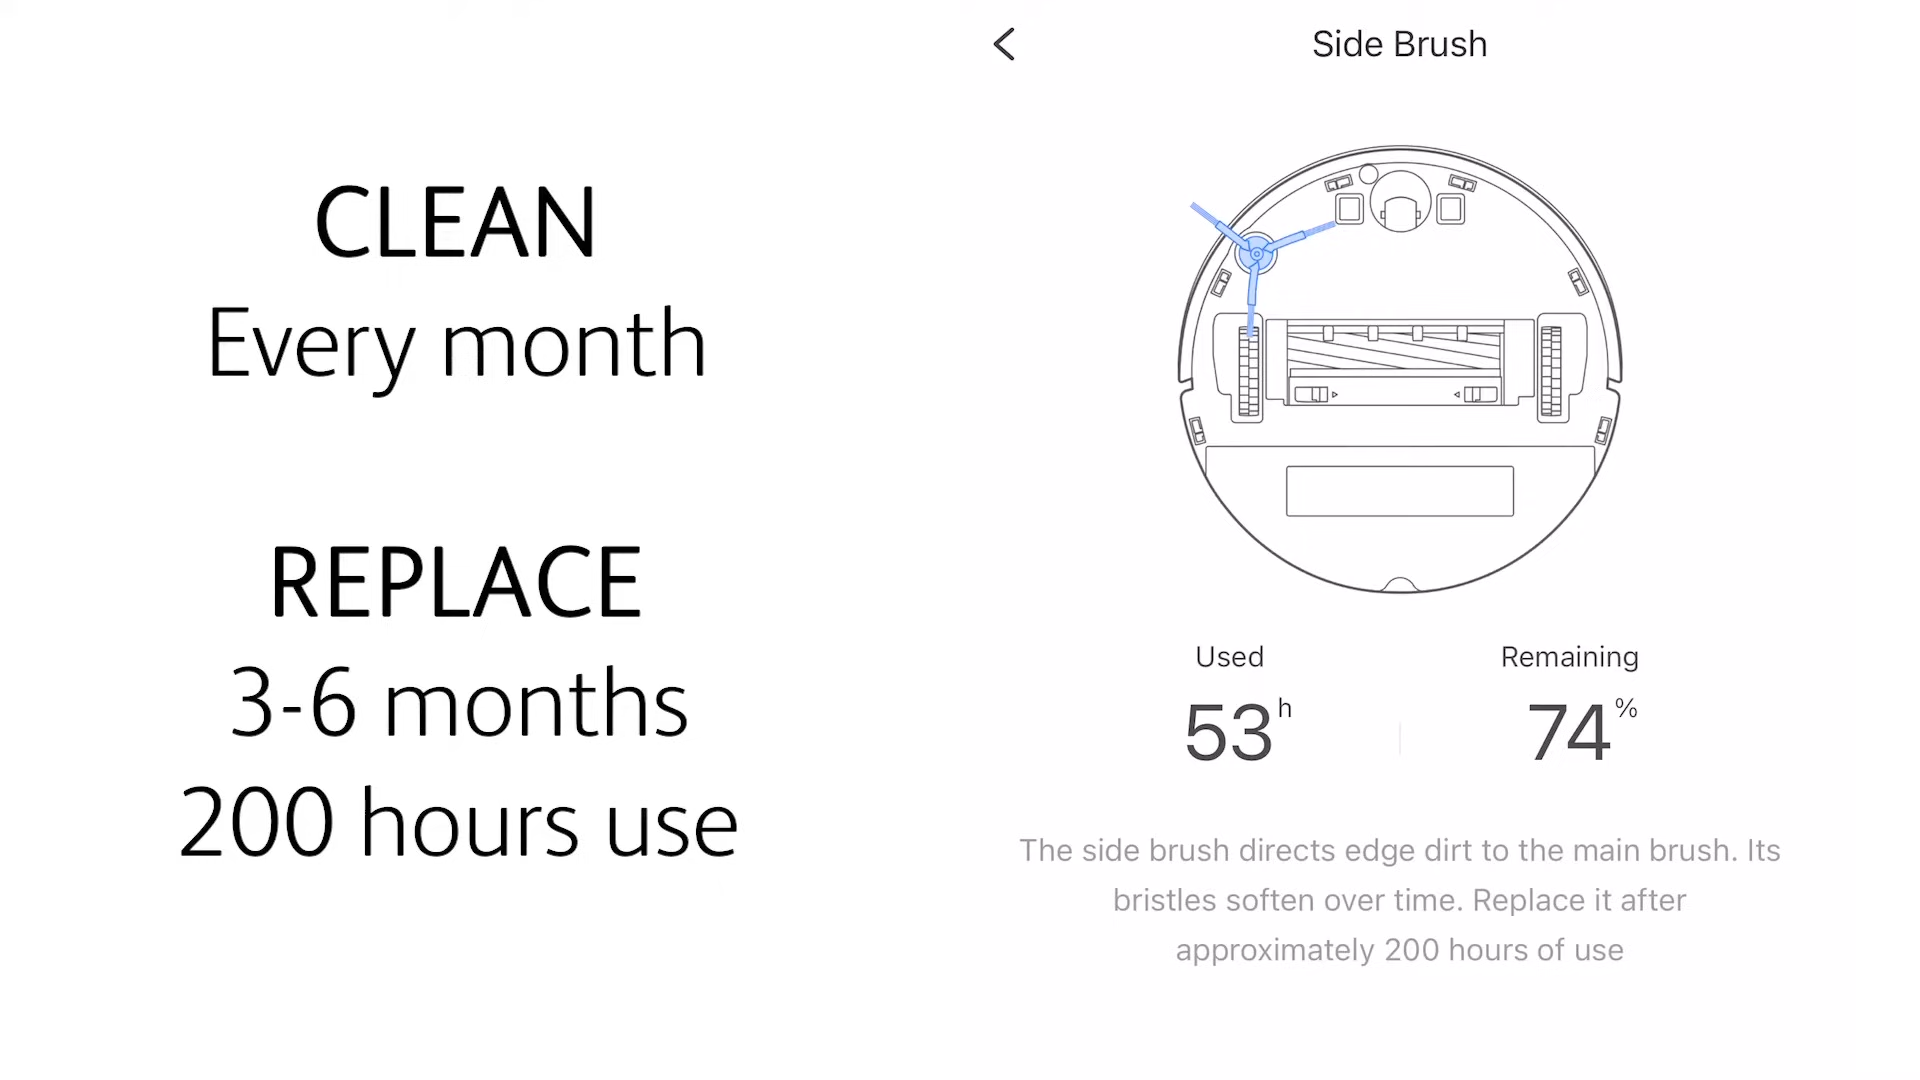 CLEAN
Every month
REPLACE
3-6 months
200 hours use
Side Brush
Used
53h
Remaining
74%
The side brush directs edge dirt to the main brush. Its
bristles soften over time. Replace it after
approximately 200 hours of use